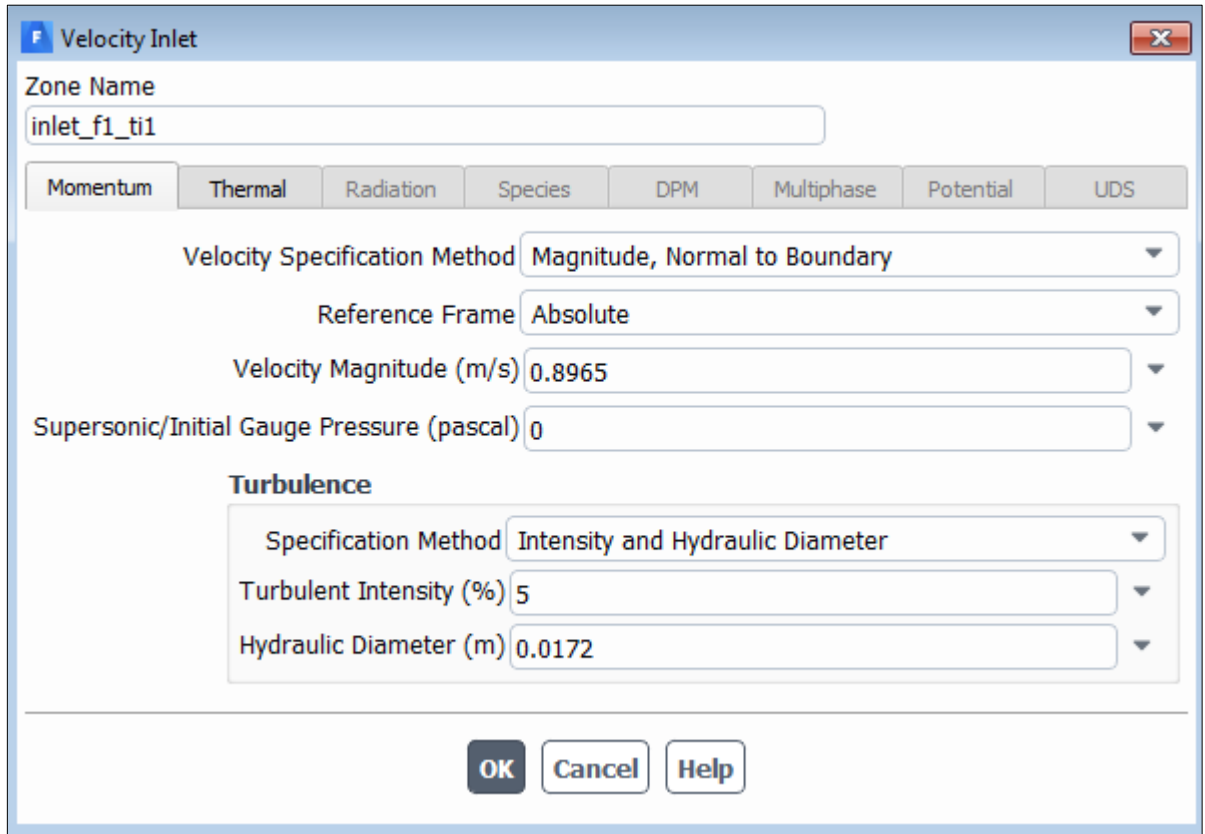 F Velocity Inlet
Zone Name
inlet_f1_ti1
Momentum Thermal Radiation Species DPM Multiphase Potential UDS
Velocity Specification Method Magnitude, Normal to Boundary
Reference Frame Absolute
Velocity Magnitude (m/s) 0.8965
Supersonic/Initial Gauge Pressure (pascal) 0
Turbulence
Specification Method Intensity and Hydraulic Diameter
Turbulent Intensity (%) 5
Hydraulic Diameter (m) 0.0172
OK Cancel Help